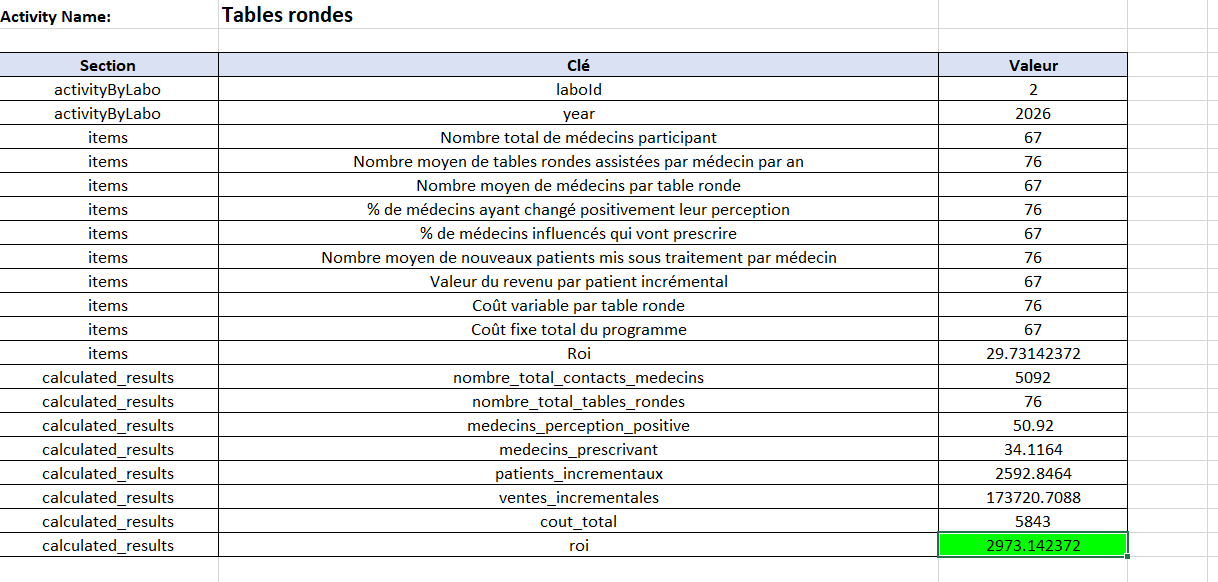 Activity Name: Tables rondes
Section Clé Valeur
activityByLabo laboId 2
activityByLabo year 2026
items Nombre total de médecins participant 67
items Nombre moyen de tables rondes assistées par médecin par an 76
items Nombre moyen de médecins par table ronde 67
items % de médecins ayant changé positivement leur perception 76
items % de médecins influencés qui vont prescrire 67
items Nombre moyen de nouveaux patients mis sous traitement par médecin 76
items Valeur du revenu par patient incrémental 67
items Coût variable par table ronde 76
items Coût fixe total du programme 67
items Roi 29.73142372
calculated_results nombre_total_contacts_medecins 5092
calculated_results nombre_total_tables_rondes 76
calculated_results medecins_perception_positive 50.92
calculated_results medecins_prescrivant 34.1164
calculated_results patients_incrementaux 2592.8464
calculated_results ventes_incrementales 173720.7088
calculated_results cout_total 5843
calculated_results roi 2973.142372